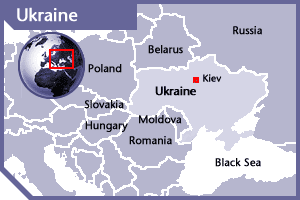 Ukraine
Russia
Belarus
Poland
Kiev
Ukraine
Slovakia
Moldova
Hungary
Romania
Black Sea